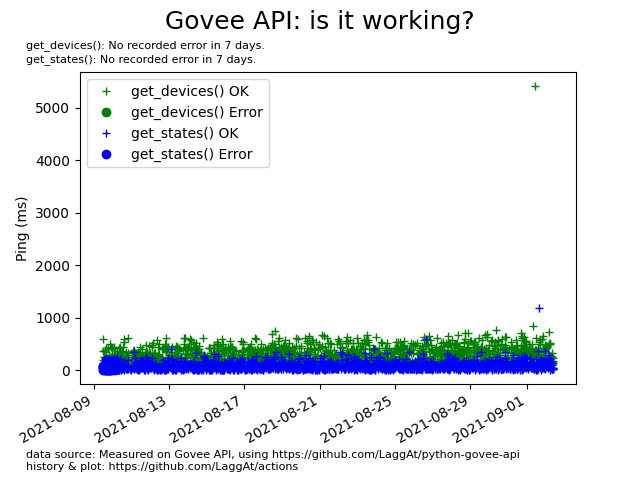 Govee API: is it working?
get_devices(): No recorded error in 7 days.
get_states(): No recorded error in 7 days.
get_devices() OK
get_devices() Error
get_states() OK
get_states() Error
5000
4000
3000
2000
1000
0
Ping (ms)
2021-08-09
2021-08-13
2021-08-17
2021-08-21
2021-08-25
2021-08-29
2021-09-01
data source: Measured on Govee API, using https://github.com/LaggAt/python-govee-api
history & plot: https://github.com/LaggAt/actions